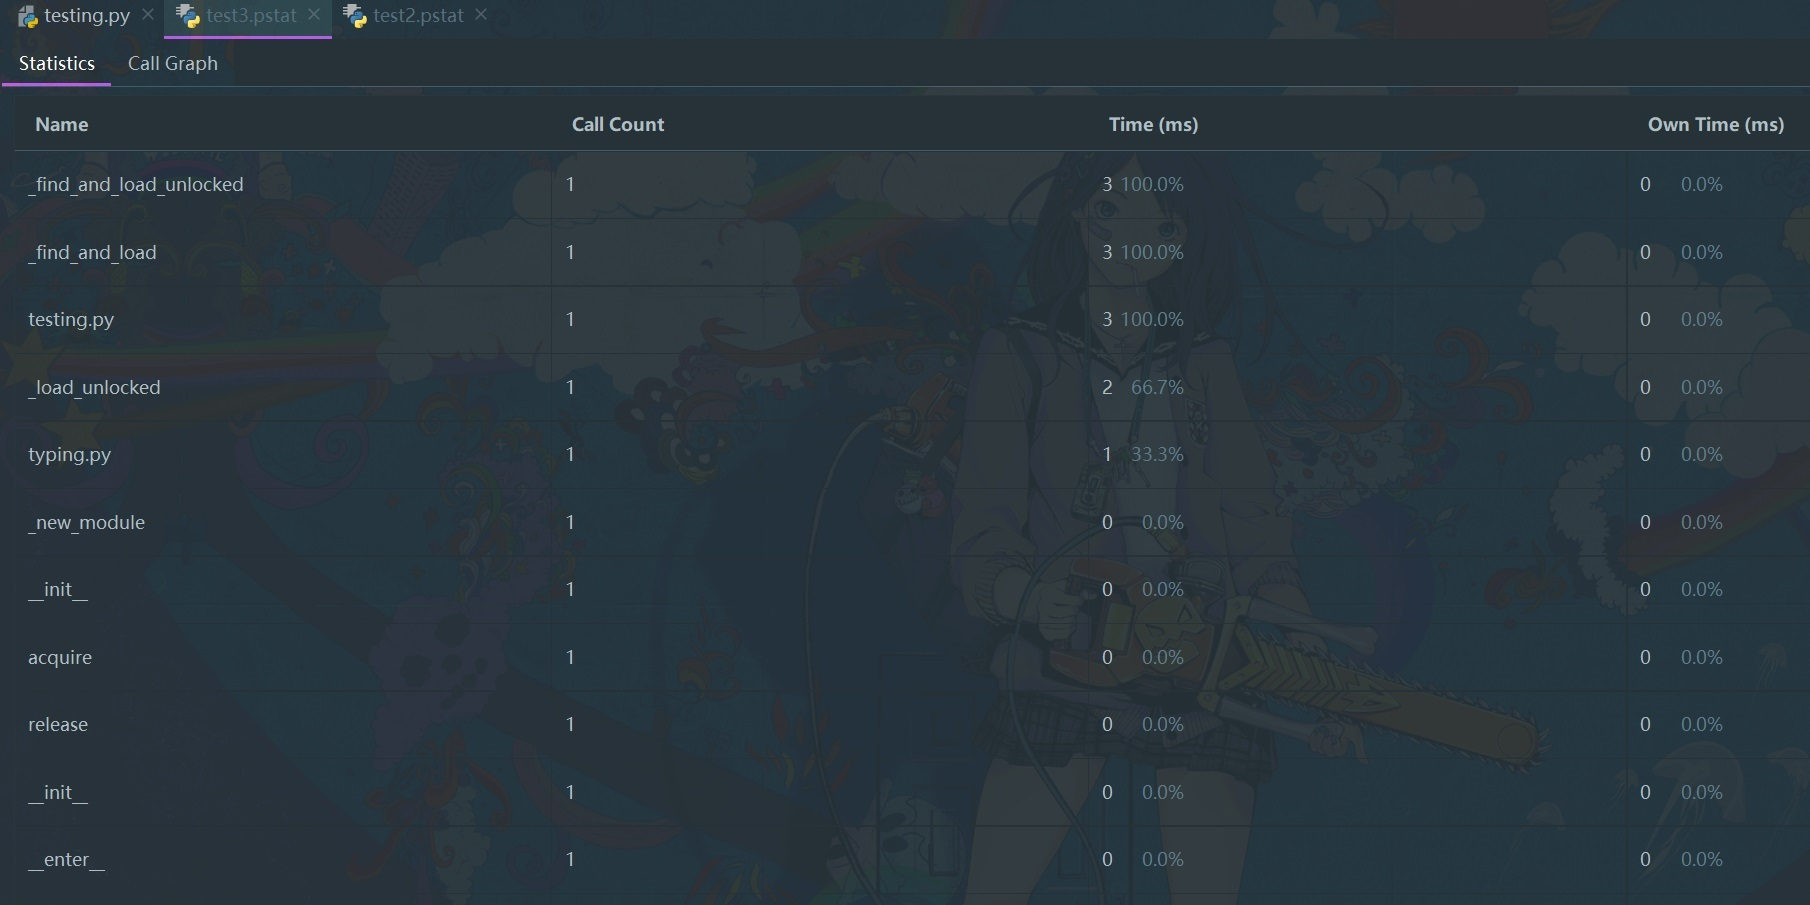 testing.py test3.pstat test2.pstat
Statistics Call Graph
Name Call Count Time (ms) Own Time (ms)
_find_and_load_unlocked 1 3 100.0% 0 0.0%
_find_and_load 1 3 100.0% 0 0.0%
testing.py 1 3 100.0% 0 0.0%
_load_unlocked 1 2 66.7% 0 0.0%
typing.py 1 1 33.3% 0 0.0%
_new_module 1 0 0.0% 0 0.0%
__init__ 1 0 0.0% 0 0.0%
acquire 1 0 0.0% 0 0.0%
release 1 0 0.0% 0 0.0%
__init__ 1 0 0.0% 0 0.0%
__enter__ 1 0 0.0% 0 0.0%